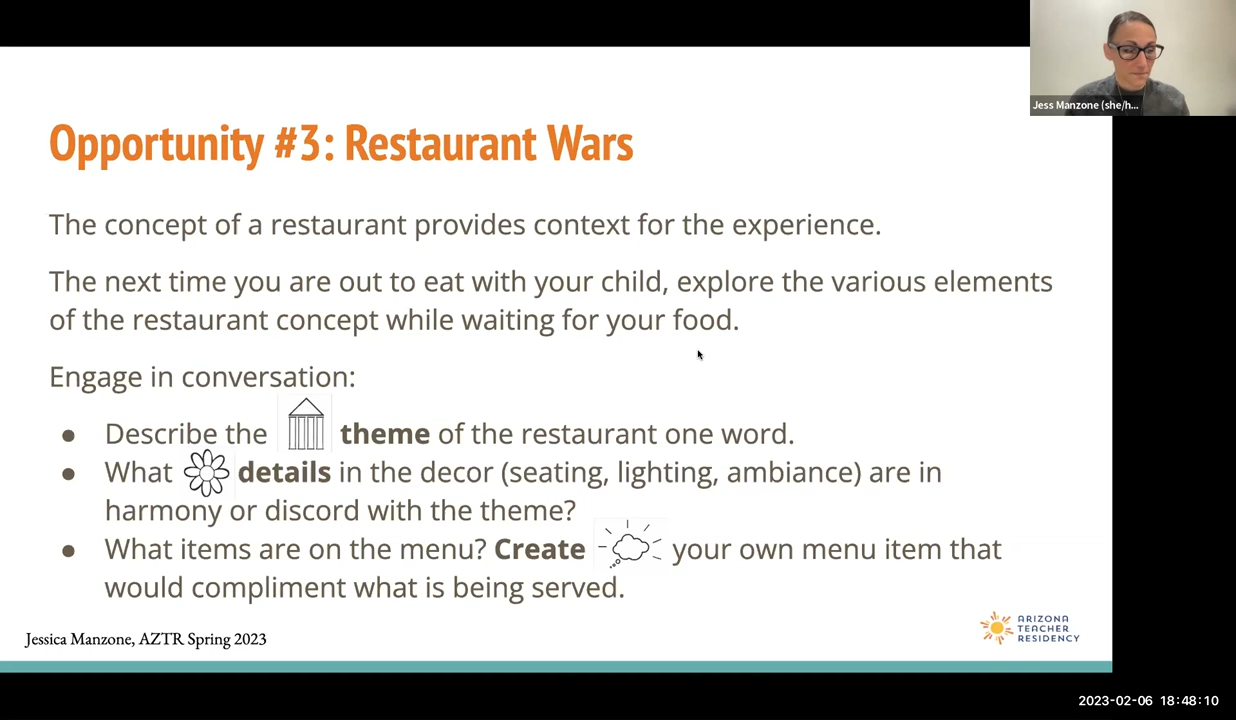 Jess Manzone (she/h...
Opportunity #3: Restaurant Wars
The concept of a restaurant provides context for the experience.
The next time you are out to eat with your child, explore the various elements
of the restaurant concept while waiting for your food.
Engage in conversation:
● Describe the theme of the restaurant one word.
● What details in the decor (seating, lighting, ambiance) are in
harmony or discord with the theme?
● What items are on the menu? Create your own menu item that
would compliment what is being served.
Jessica Manzone, AZTR Spring 2023
ARIZONA
TEACHER
RESIDENCY
2023-02-06 18:48:10